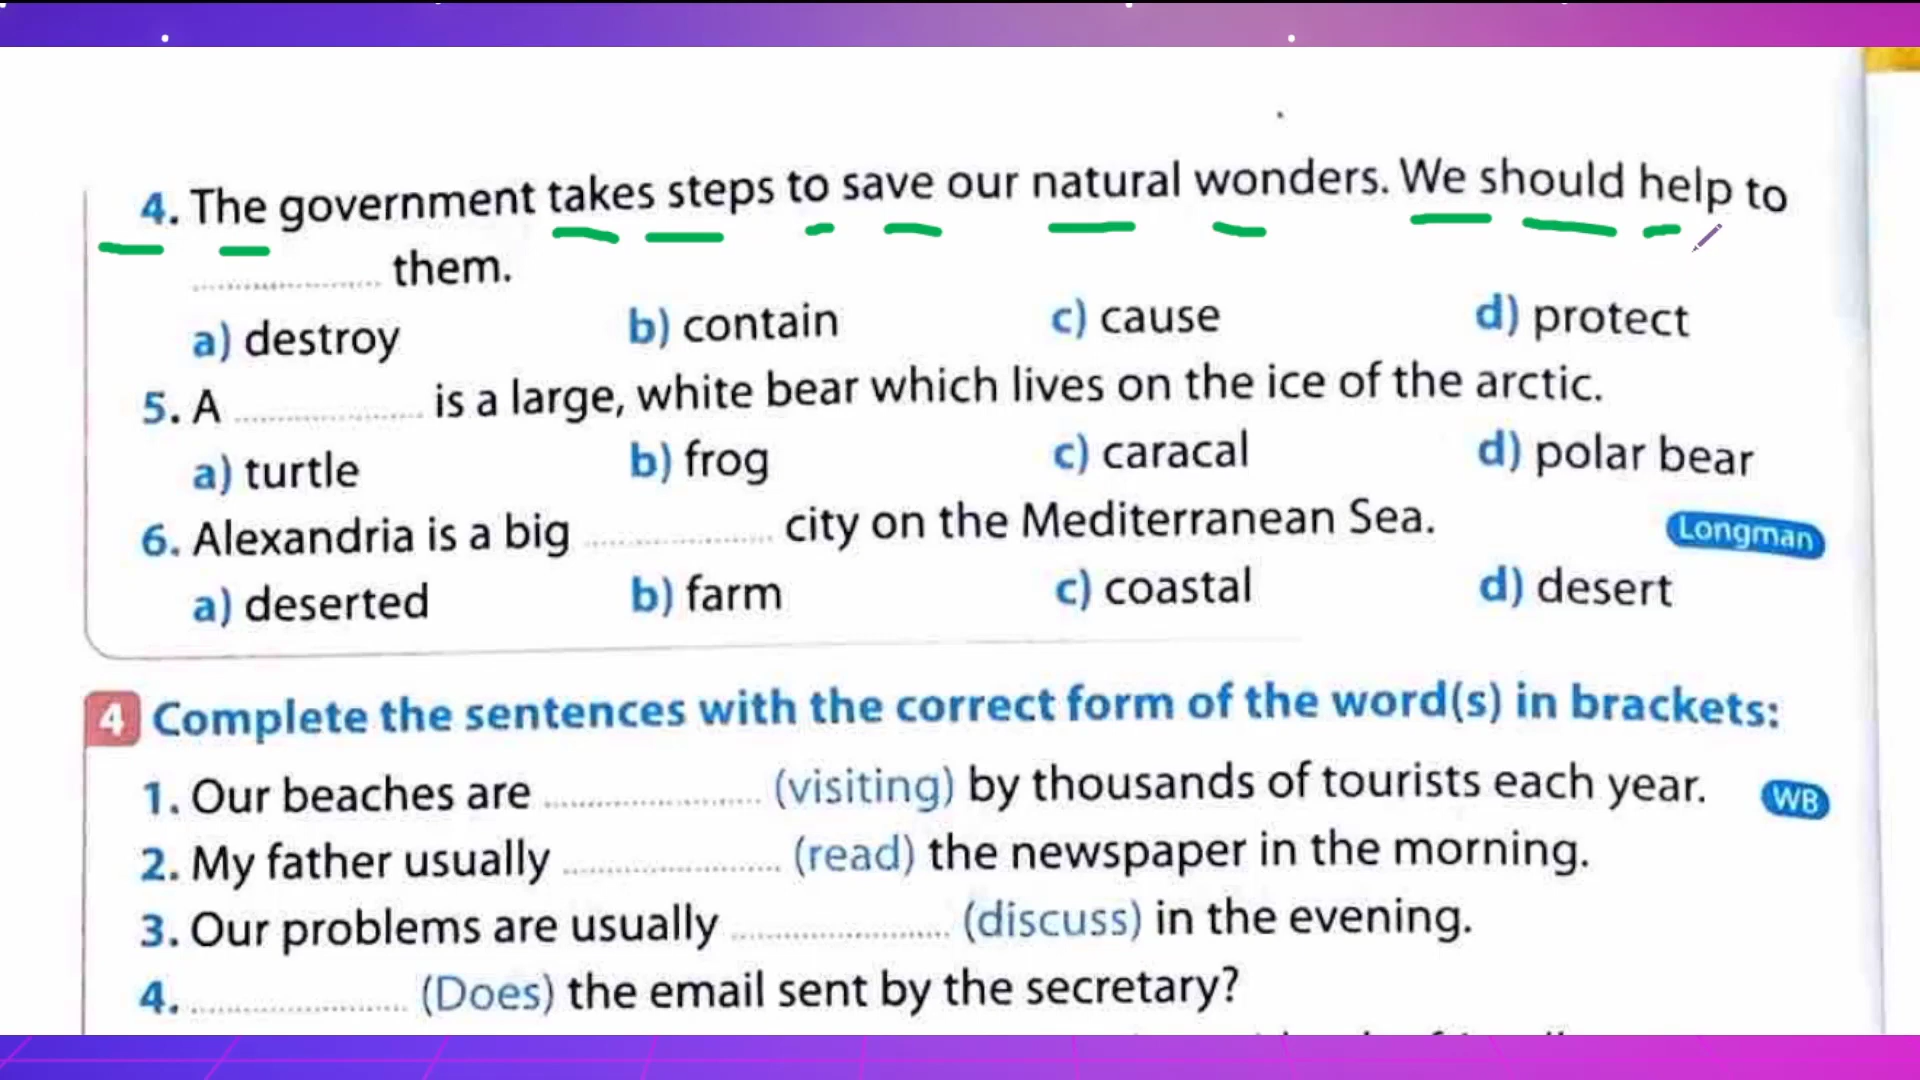 4. The government takes steps to save our natural wonders. We should help to
.................... them.
a) destroy b) contain c) cause d) protect
5. A .................... is a large, white bear which lives on the ice of the arctic.
a) turtle b) frog c) caracal d) polar bear
6. Alexandria is a big .................... city on the Mediterranean Sea. Longman
a) deserted b) farm c) coastal d) desert
4 Complete the sentences with the correct form of the word(s) in brackets:
1. Our beaches are ....................... (visiting) by thousands of tourists each year. WB
2. My father usually ....................... (read) the newspaper in the morning.
3. Our problems are usually ....................... (discuss) in the evening.
4. ....................... (Does) the email sent by the secretary?